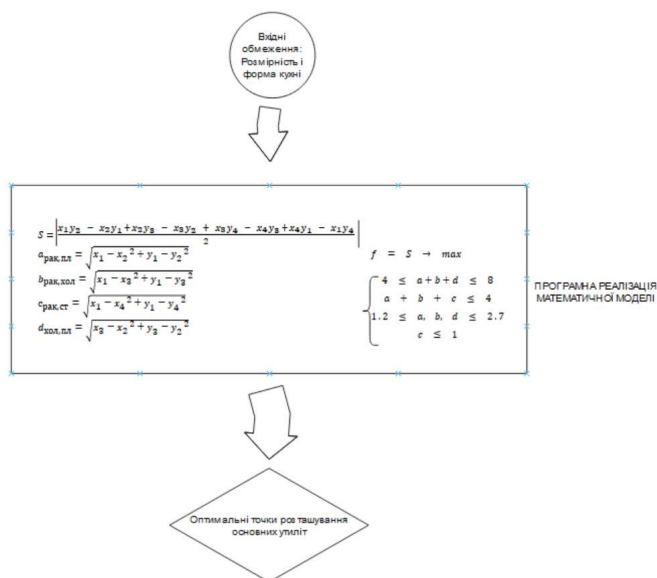 Вхідні
обмеження:
Розмірність і
форма кухні
S = |x₁y₂ − x₂y₁+x₂y₃ − x₃y₂ + x₃y₄ − x₄y₃+x₄y₁ − x₁y₄ / 2|
aрак,пл = √x₁ − x₂² + y₁ − y₂²
bрак,хол = √x₁ − x₃² + y₁ − y₃²
cрак,ст = √x₁ − x₄² + y₁ − y₄²
dхол,пл = √x₃ − x₂² + y₃ − y₂²
f = S → max
4 ≤ a+b+d ≤ 8
a + b + c ≤ 4
1.2 ≤ a, b, d ≤ 2.7
c ≤ 1
ПРОГРАМНА РЕАЛІЗАЦІЯ
МАТЕМАТИЧНОЇ МОДЕЛІ
Оптимальні точки розташування
основних утиліт